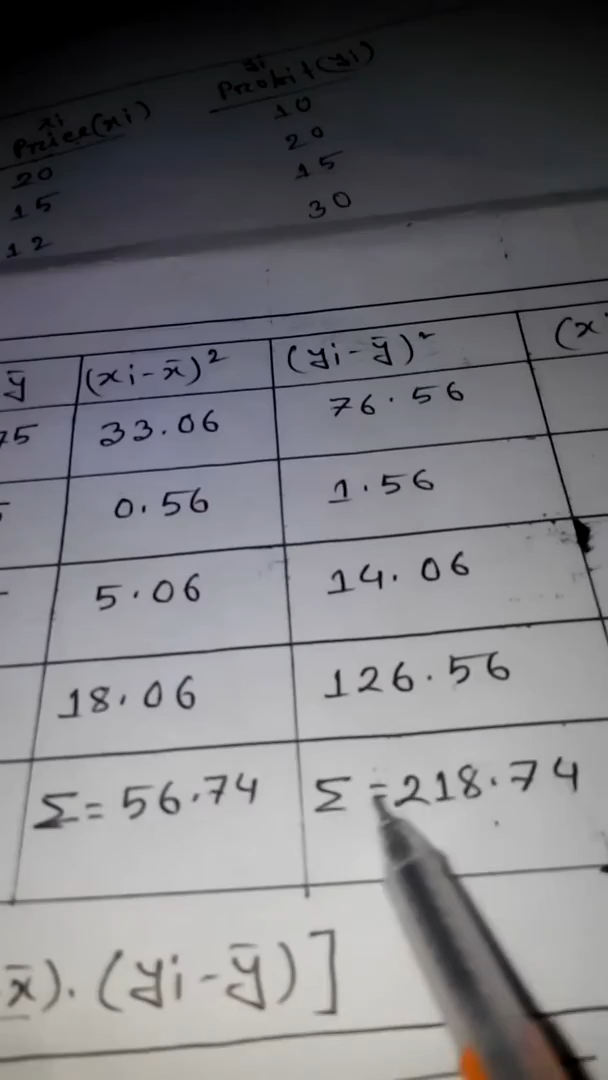 xi yi
Price(xi) Profit(yi)
20 10
15 20
12 15
30
ȳ (xi-x̄)² (yi-ȳ)² (x
75 33.06 76.56
0.56 1.56
5.06 14.06
18.06 126.56
Σ=56.74 Σ=218.74
x̄).(yi-ȳ)]